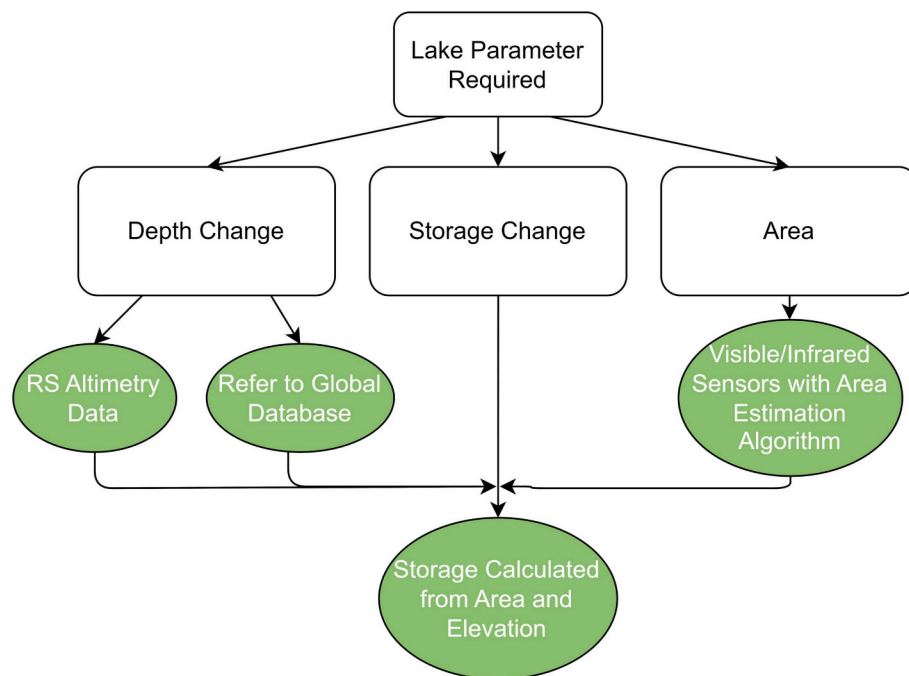 Lake Parameter
Required
Depth Change
Storage Change
Area
RS Altimetry
Data
Refer to Global
Database
Visible/Infrared
Sensors with Area
Estimation
Algorithm
Storage Calculated
from Area and
Elevation